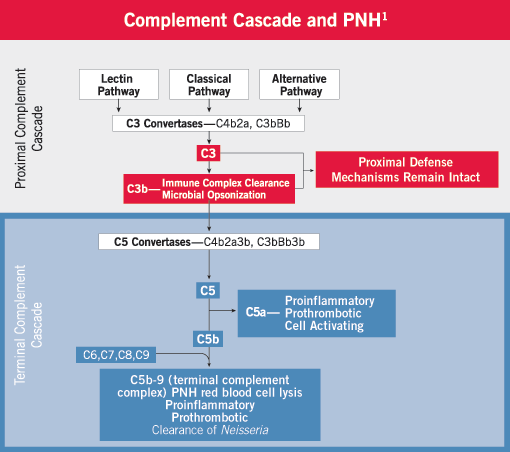 Complement Cascade and PNH1
Proximal Complement
Cascade
Lectin
Pathway
Classical
Pathway
Alternative
Pathway
C3 Convertases—C4b2a, C3bBb
C3
C3b—Immune Complex Clearance
Microbial Opsonization
Proximal Defense
Mechanisms Remain Intact
Terminal Complement
Cascade
C5 Convertases—C4b2a3b, C3bBb3b
C5
C5a—
Proinflammatory
Prothrombotic
Cell Activating
C5b
C6,C7,C8,C9
C5b-9 (terminal complement
complex) PNH red blood cell lysis
Proinflammatory
Prothrombotic
Clearance of Neisseria